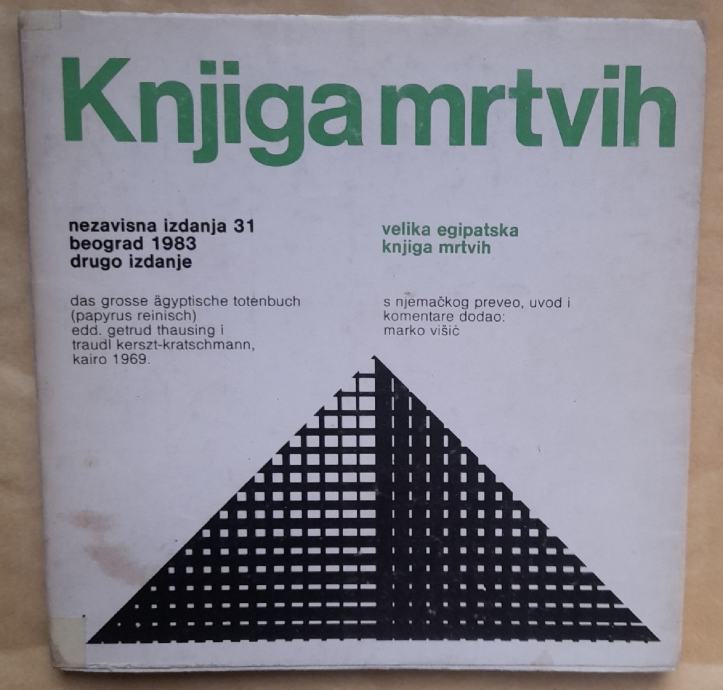 Knjiga mrtvih
nezavisna izdanja 31
beograd 1983
drugo izdanje
velika egipatska
knjiga mrtvih
das grosse ägyptische totenbuch
(papyrus reinisch)
edd. getrud thausing i
traudl kerszt-kratschmann,
kairo 1969.
s njemačkog preveo, uvod i
komentare dodao:
marko višić